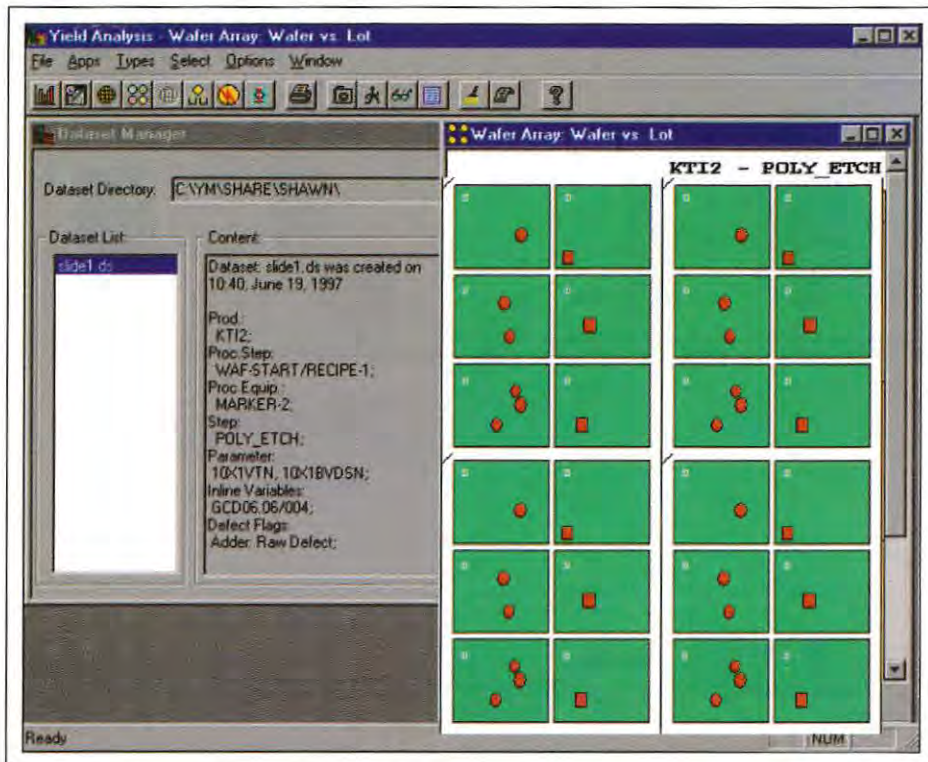 Yield Analysis - Wafer Array: Wafer vs. Lot
File Apps Types Select Options Window
Dataset Manager
Dataset Directory: C:\YM\SHARE\SHAWN\
Dataset List:
slide1.ds
Content:
Dataset: slide1.ds was created on
10:40, June 19, 1997
Prod.:
KTI2;
Proc.Step:
WAF-START/RECIPE-1;
Proc.Equip.:
MARKER-2;
Step:
POLY_ETCH;
Parameter:
10X1VTN, 10X1BVDSN;
Inline Variables:
GCD06.06/004;
Defect Flags:
Adder: Raw Defect;
Wafer Array: Wafer vs. Lot
KTI2 - POLY_ETCH
Ready
NUM